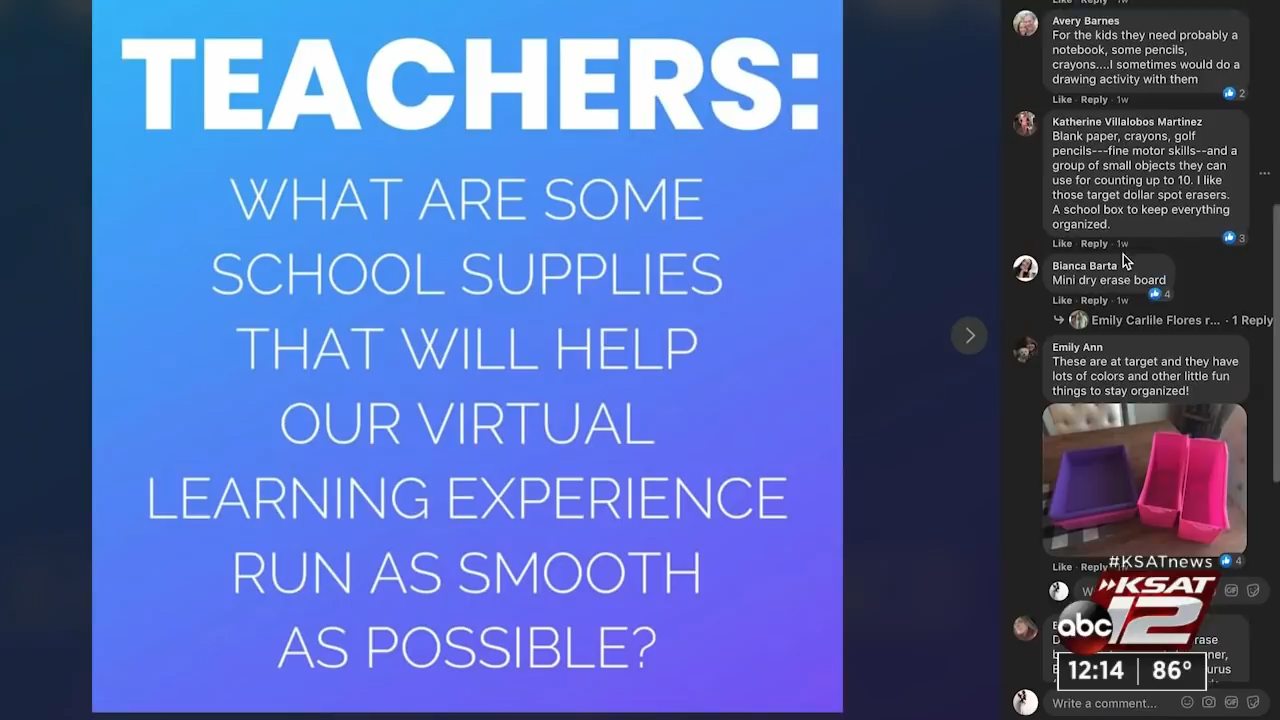 TEACHERS:
WHAT ARE SOME
SCHOOL SUPPLIES
THAT WILL HELP
OUR VIRTUAL
LEARNING EXPERIENCE
RUN AS SMOOTH
AS POSSIBLE?
Like · Reply · 1w
Avery Barnes
For the kids they need probably a
notebook, some pencils,
crayons....I sometimes would do a
drawing activity with them
2
Like · Reply · 1w
Katherine Villalobos Martinez
Blank paper, crayons, golf
pencils---fine motor skills--and a
group of small objects they can
use for counting up to 10. I like
those target dollar spot erasers.
A school box to keep everything
organized.
3
Like · Reply · 1w
Bianca Barta
Mini dry erase board
4
Like · Reply · 1w
Emily Carlile Flores r... · 1 Reply
Emily Ann
These are at target and they have
lots of colors and other little fun
things to stay organized!
#KSATnews
4
Like · Reply
W
GIF
KSAT
abc
12
12:14 | 86°
Write a comment...
GIF